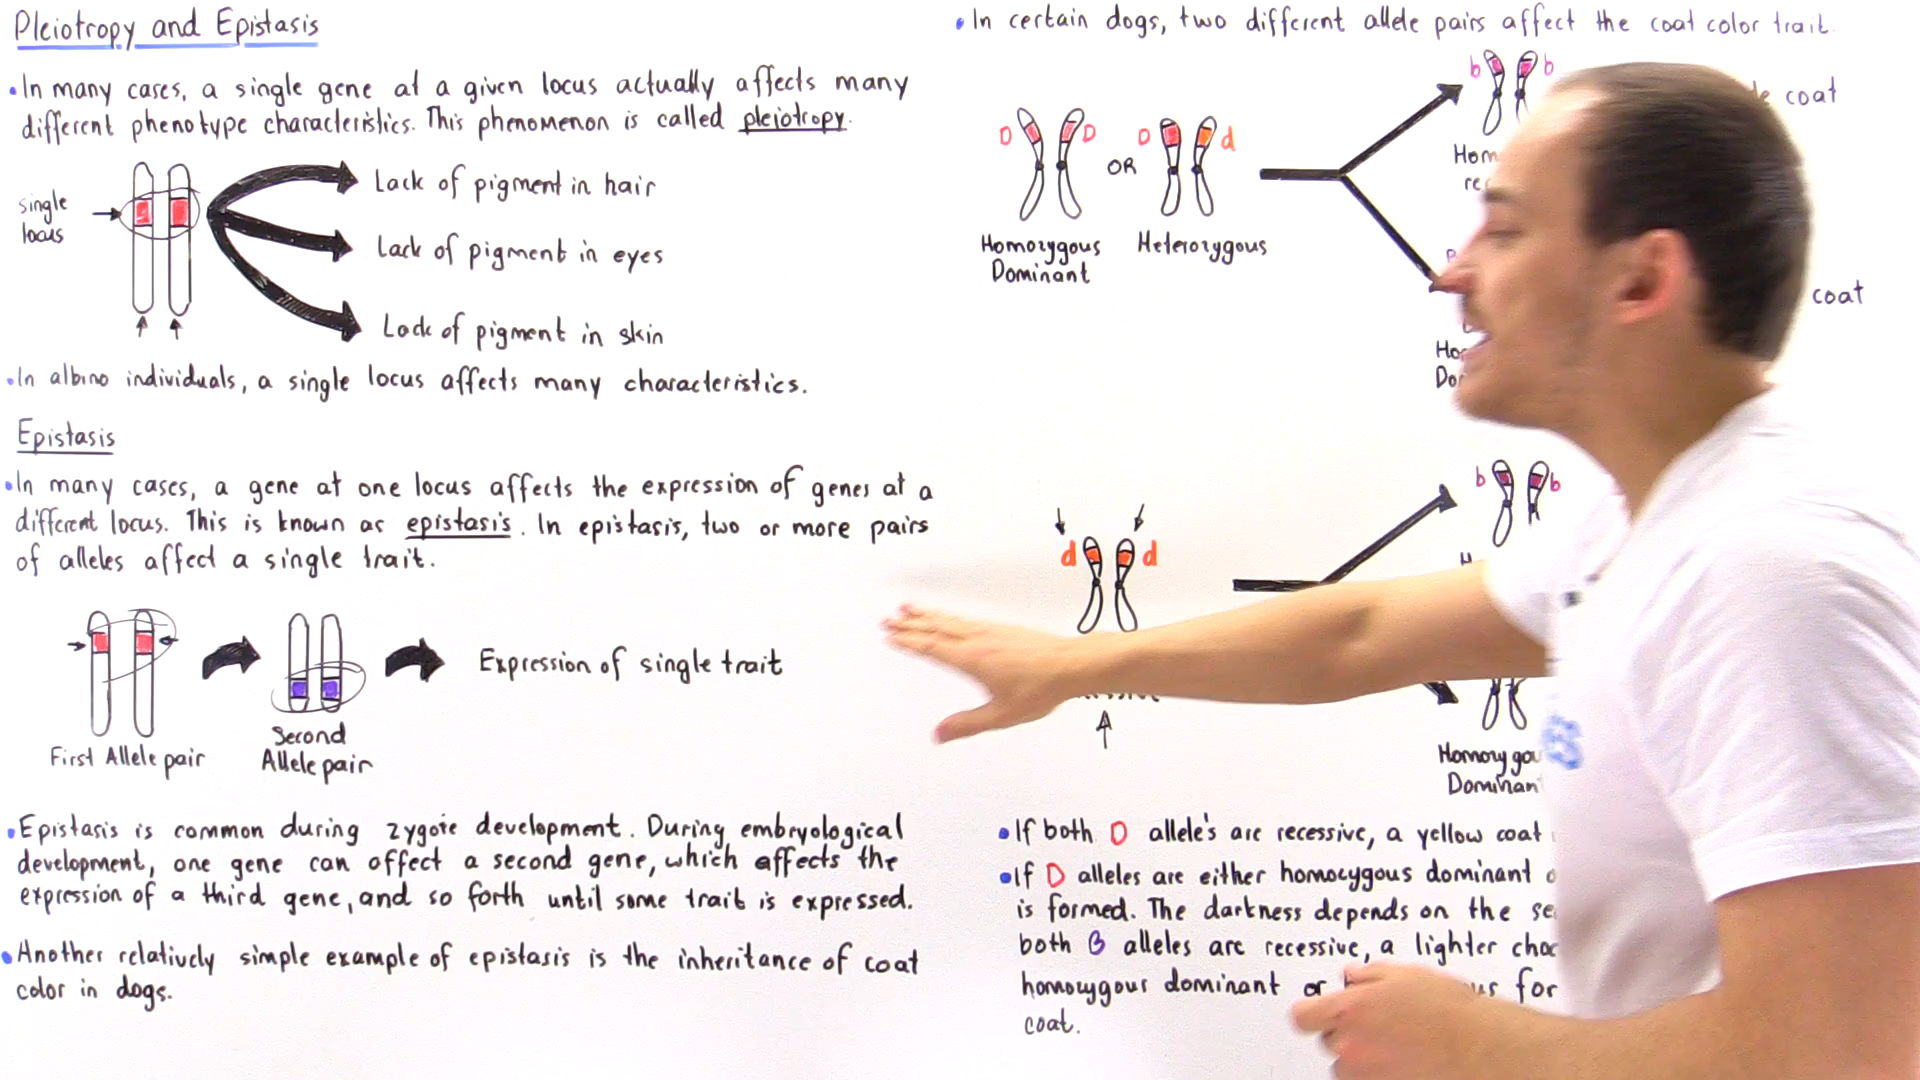 Pleiotropy and Epistasis
•In many cases, a single gene at a given locus actually affects many
different phenotype characteristics. This phenomenon is called pleiotropy.
single
locus
Lack of pigment in hair
Lack of pigment in eyes
Lack of pigment in skin
•In albino individuals, a single locus affects many characteristics.
Epistasis
•In many cases, a gene at one locus affects the expression of genes at a
different locus. This is known as epistasis. In epistasis, two or more pairs
of alleles affect a single trait.
Expression of single trait
First Allele pair
Second
Allele pair
•Epistasis is common during zygote development. During embryological
development, one gene can affect a second gene, which affects the
expression of a third gene, and so forth until some trait is expressed.
•Another relatively simple example of epistasis is the inheritance of coat
color in dogs.
•In certain dogs, two different allele pairs affect the coat color trait.
b b
coat
D D OR D d
Homozygous
Dominant
Heterozygous
coat
b b
d d
Dominan
•If both D allele's are recessive, a yellow coat
•If D alleles are either homozygous dominant
is formed. The darkness depends on the
both B alleles are recessive, a lighter
homozygous dominant or for
coat.